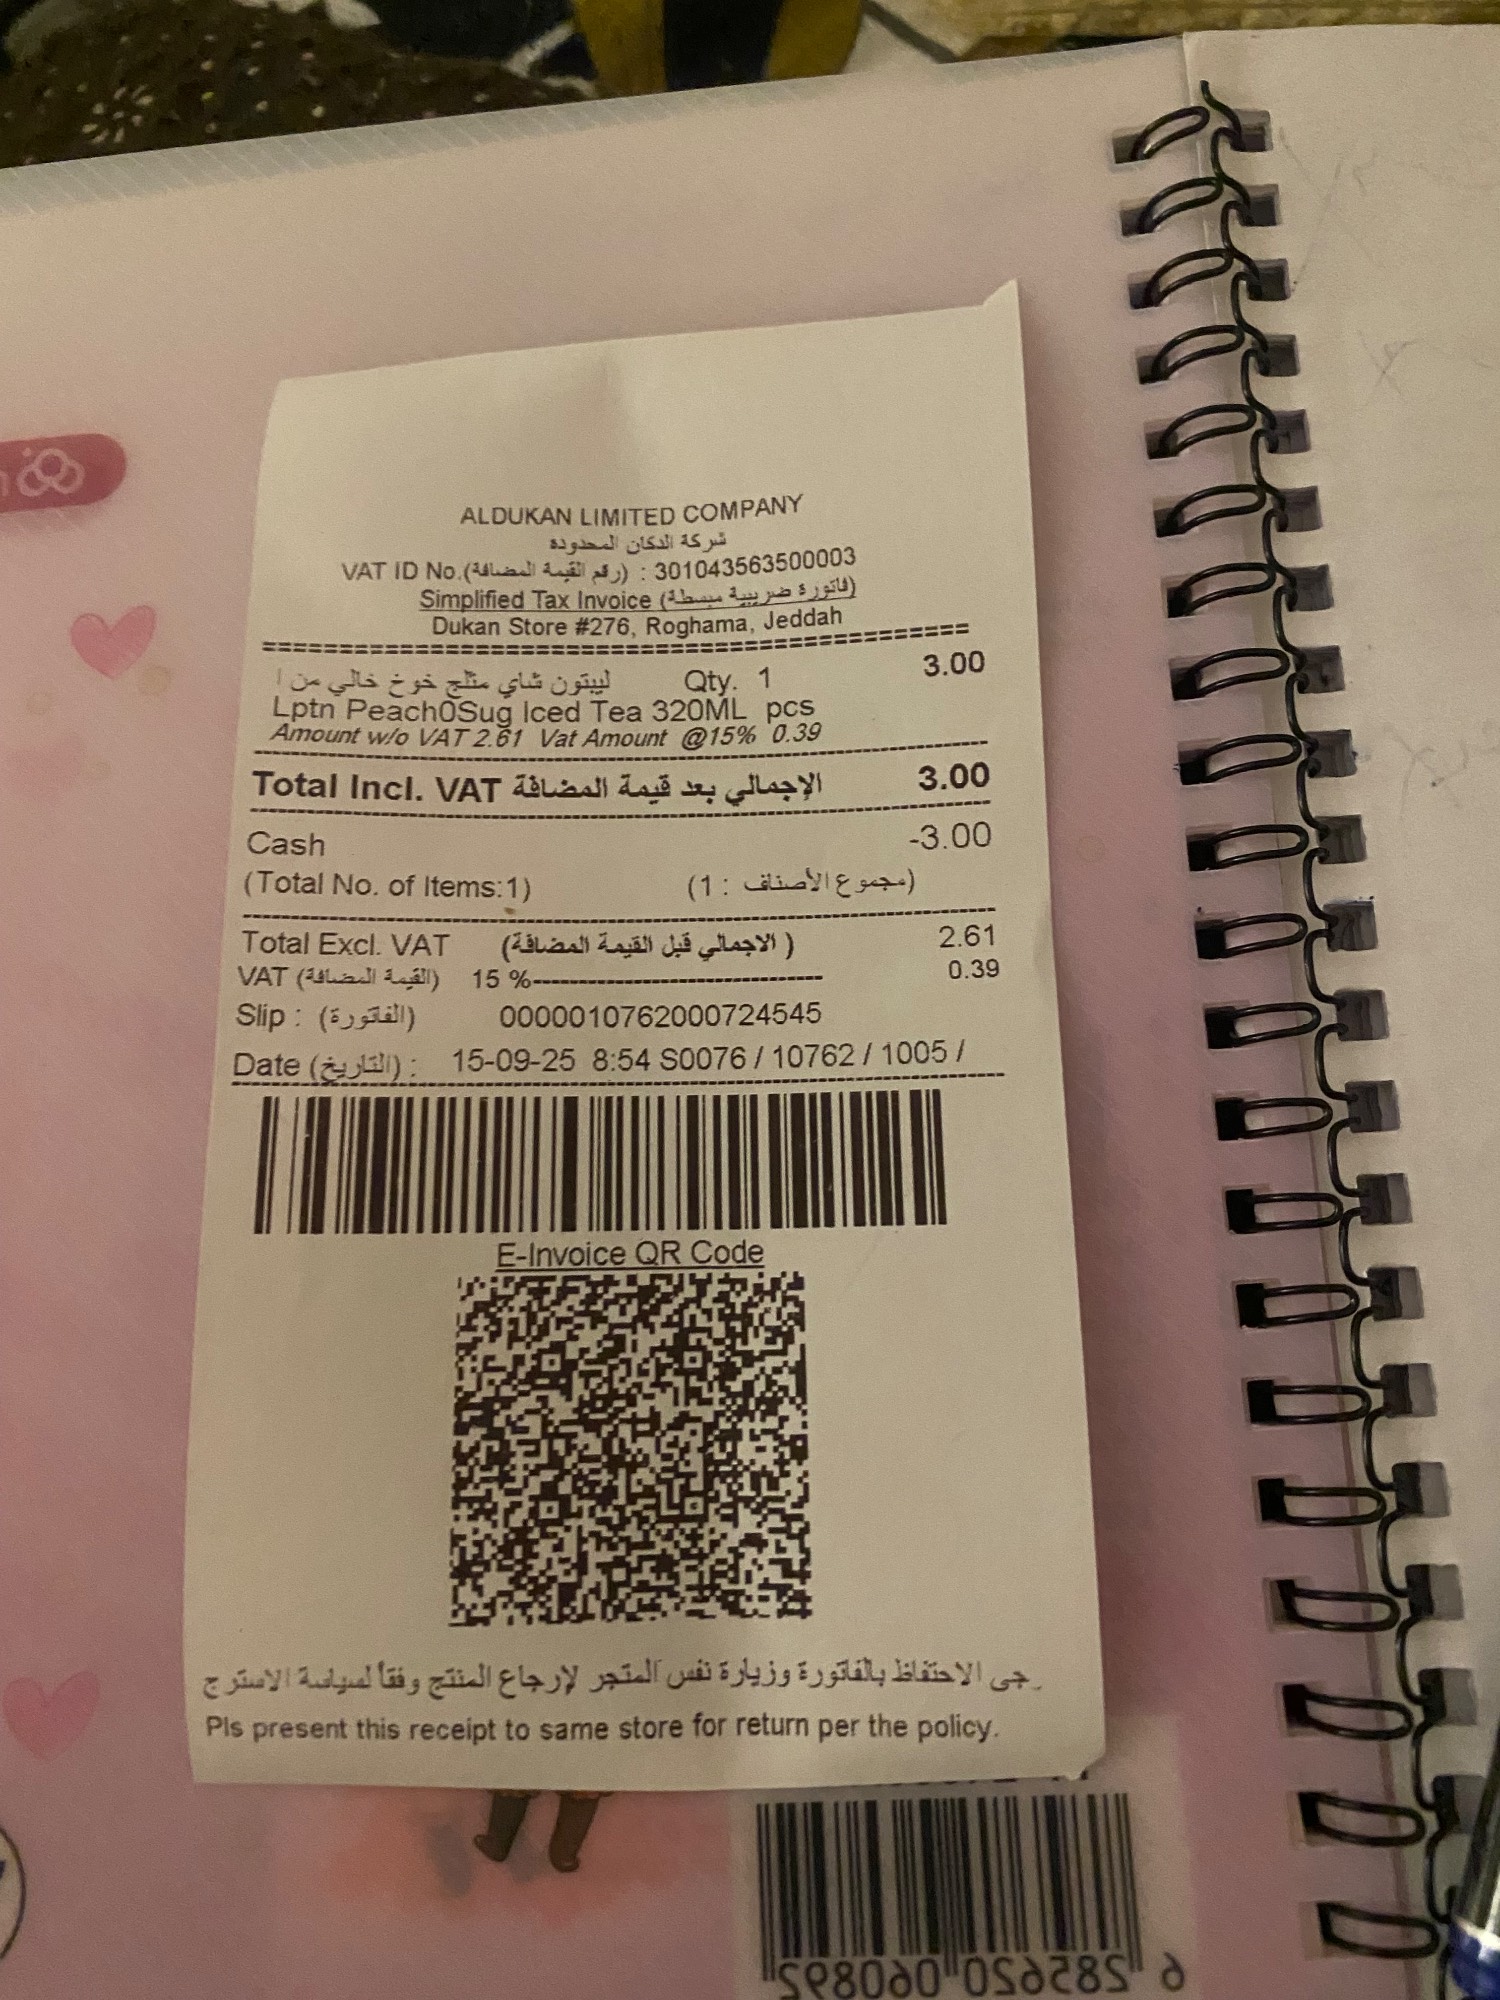 ALDUKAN LIMITED COMPANY
شركة الدكان المحدودة
VAT ID No.(رقم القيمة المضافة) : 301043563500003
Simplified Tax Invoice (فاتورة ضريبية مبسطة)
Dukan Store #276, Roghama, Jeddah
ليبتون شاي مثلج خوخ خالي من ا Qty. 1 3.00
Lptn Peach0Sug Iced Tea 320ML pcs
Amount w/o VAT 2.61 Vat Amount @15% 0.39
Total Incl. VAT الإجمالي بعد قيمة المضافة 3.00
Cash -3.00
(Total No. of Items:1) (مجموع الأصناف : 1)
Total Excl. VAT (الاجمالي قبل القيمة المضافة ) 2.61
VAT (القيمة المضافة) 15 % 0.39
Slip : (الفاتورة) 0000010762000724545
Date (التاريخ) : 15-09-25 8:54 S0076 / 10762 / 1005 /
E-Invoice QR Code
جى الاحتفاظ بالفاتورة وزيارة نفس المتجر لإرجاع المنتج وفقاً لسياسة الاسترج
Pls present this receipt to same store for return per the policy.
6 285620 060892